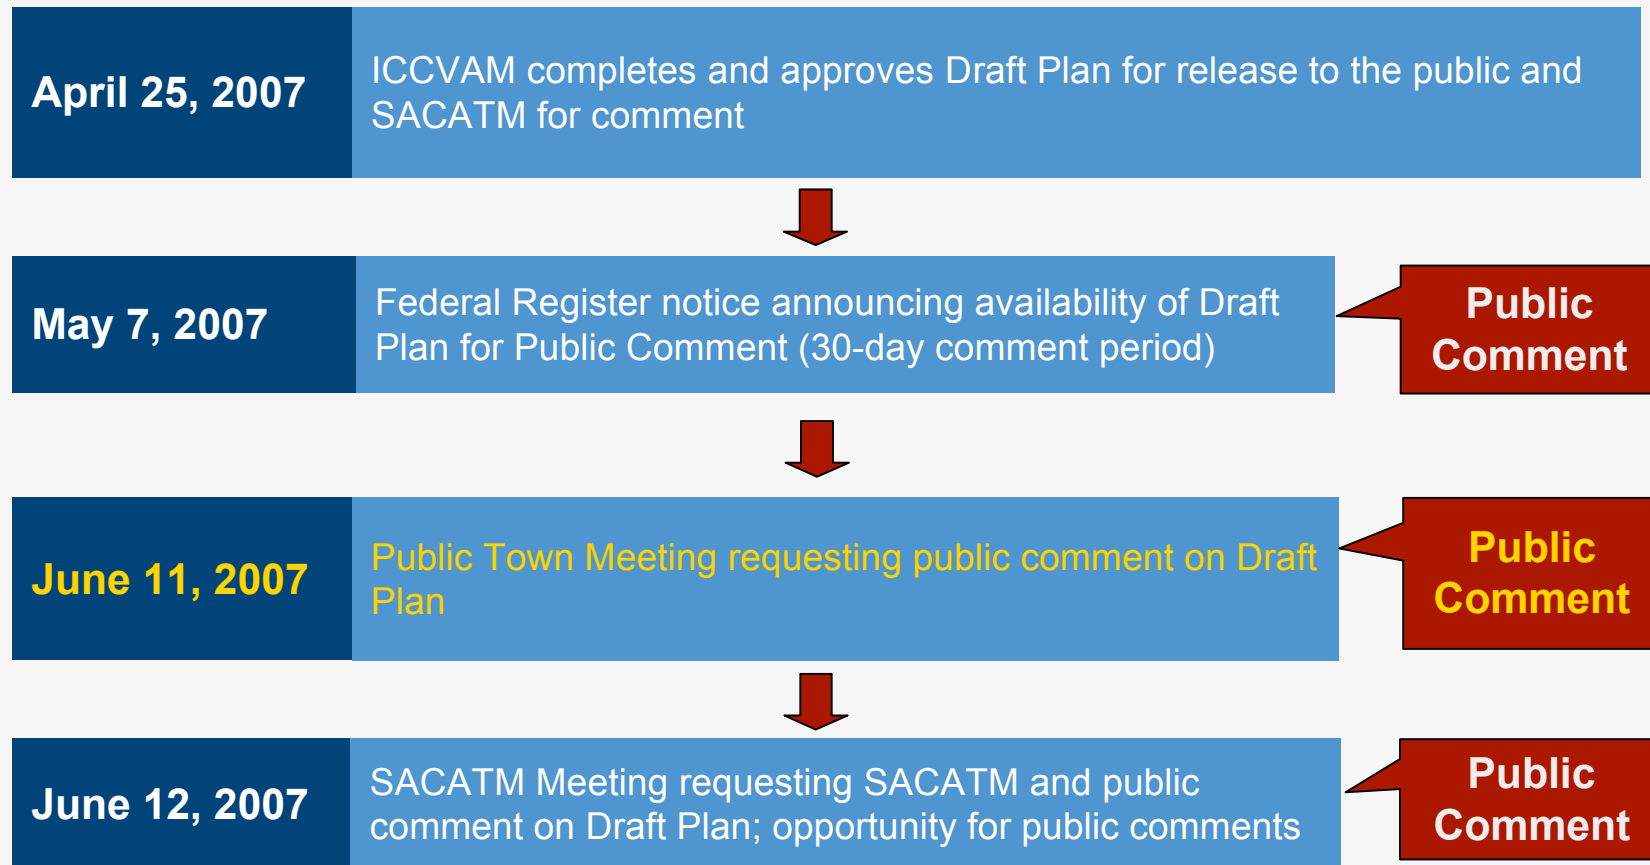 April 25, 2007
ICCVAM completes and approves Draft Plan for release to the public and
SACATM for comment
May 7, 2007
Federal Register notice announcing availability of Draft
Plan for Public Comment (30-day comment period)
Public
Comment
June 11, 2007
Public Town Meeting requesting public comment on Draft
Plan
Public
Comment
June 12, 2007
SACATM Meeting requesting SACATM and public
comment on Draft Plan; opportunity for public comments
Public
Comment